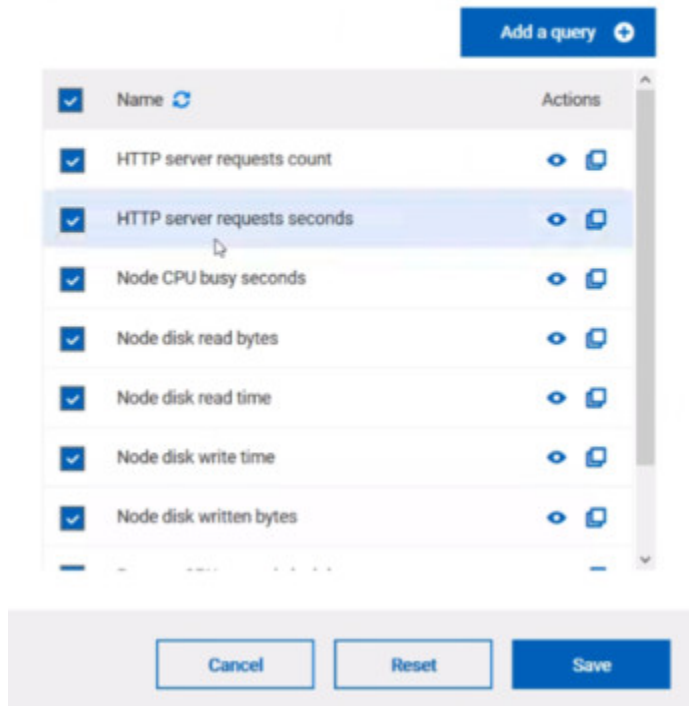 Add a query
Name Actions
HTTP server requests count
HTTP server requests seconds
Node CPU busy seconds
Node disk read bytes
Node disk read time
Node disk write time
Node disk written bytes
Cancel Reset Save